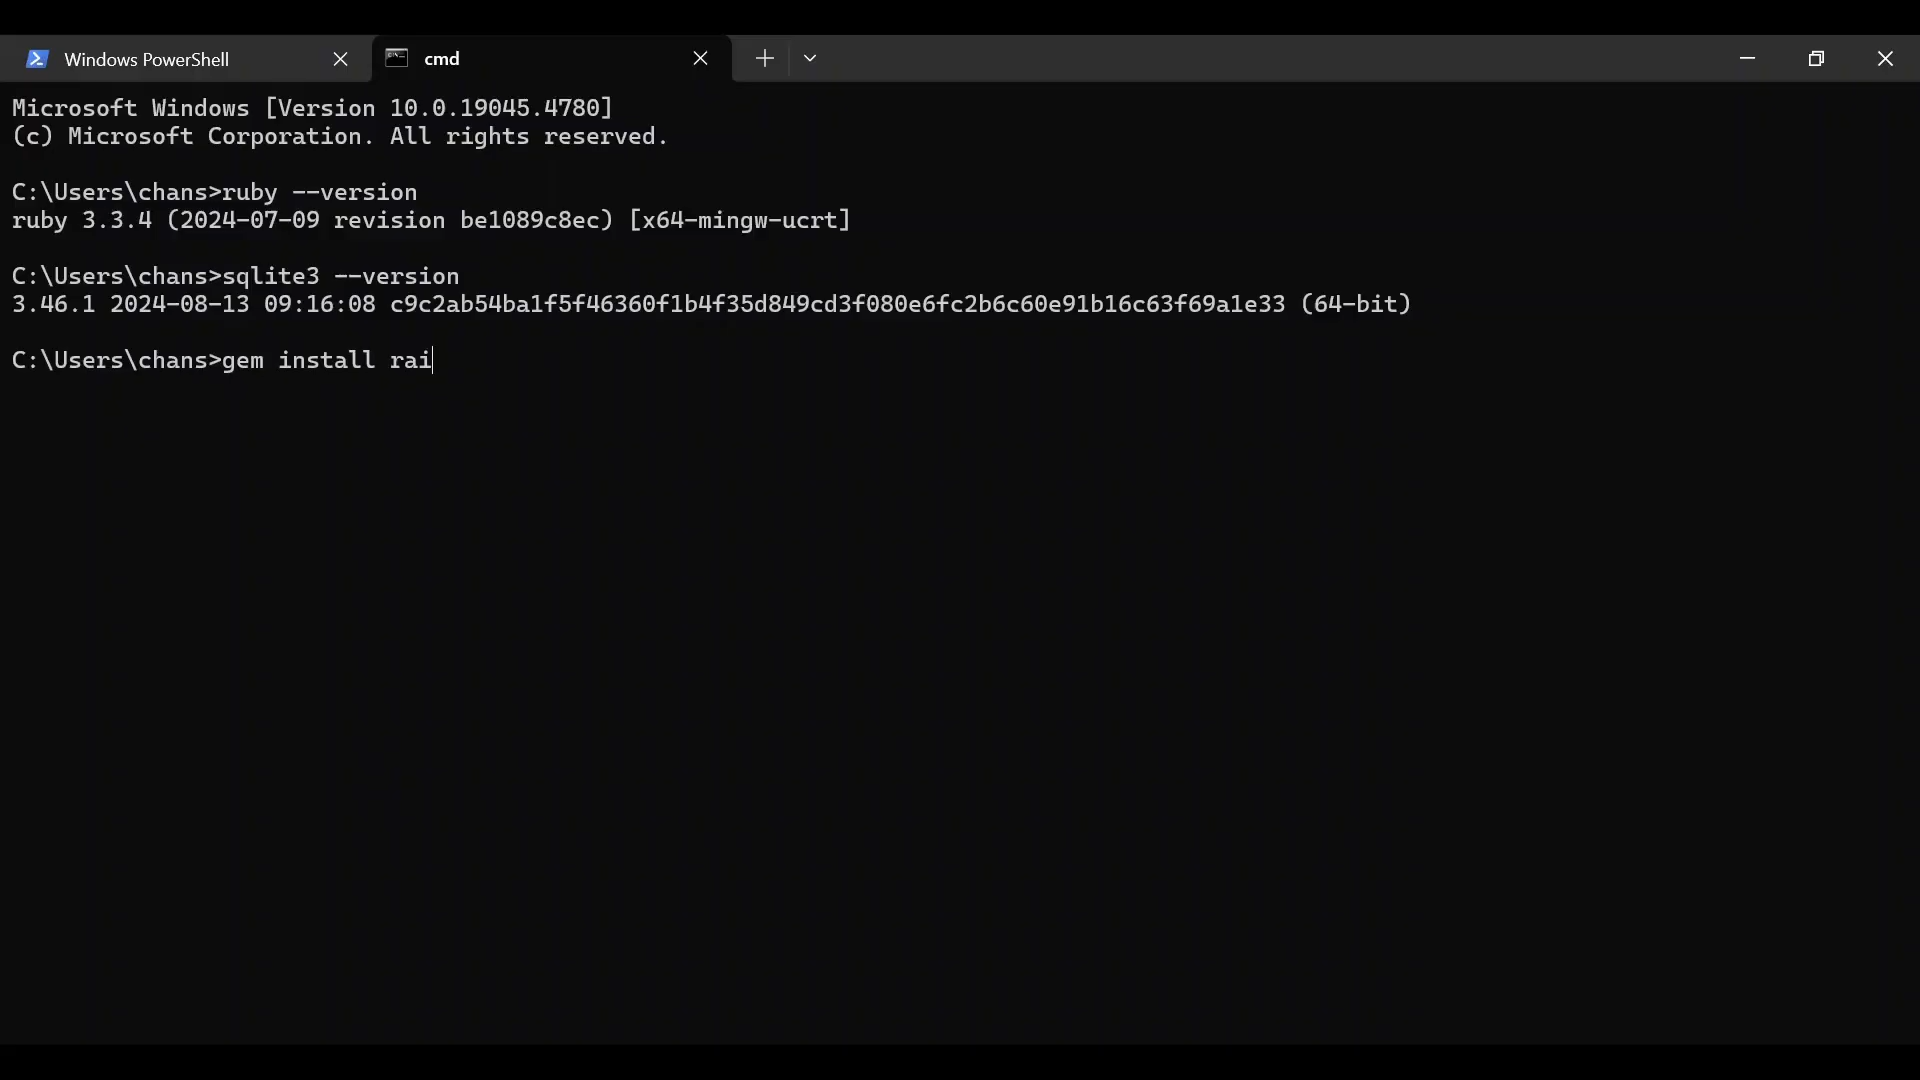 Windows PowerShell
cmd
Microsoft Windows [Version 10.0.19045.4780]
(c) Microsoft Corporation. All rights reserved.
C:\Users\chans>ruby --version
ruby 3.3.4 (2024-07-09 revision be1089c8ec) [x64-mingw-ucrt]
C:\Users\chans>sqlite3 --version
3.46.1 2024-08-13 09:16:08 c9c2ab54ba1f5f46360f1b4f35d849cd3f080e6fc2b6c60e91b16c63f69a1e33 (64-bit)
C:\Users\chans>gem install rai